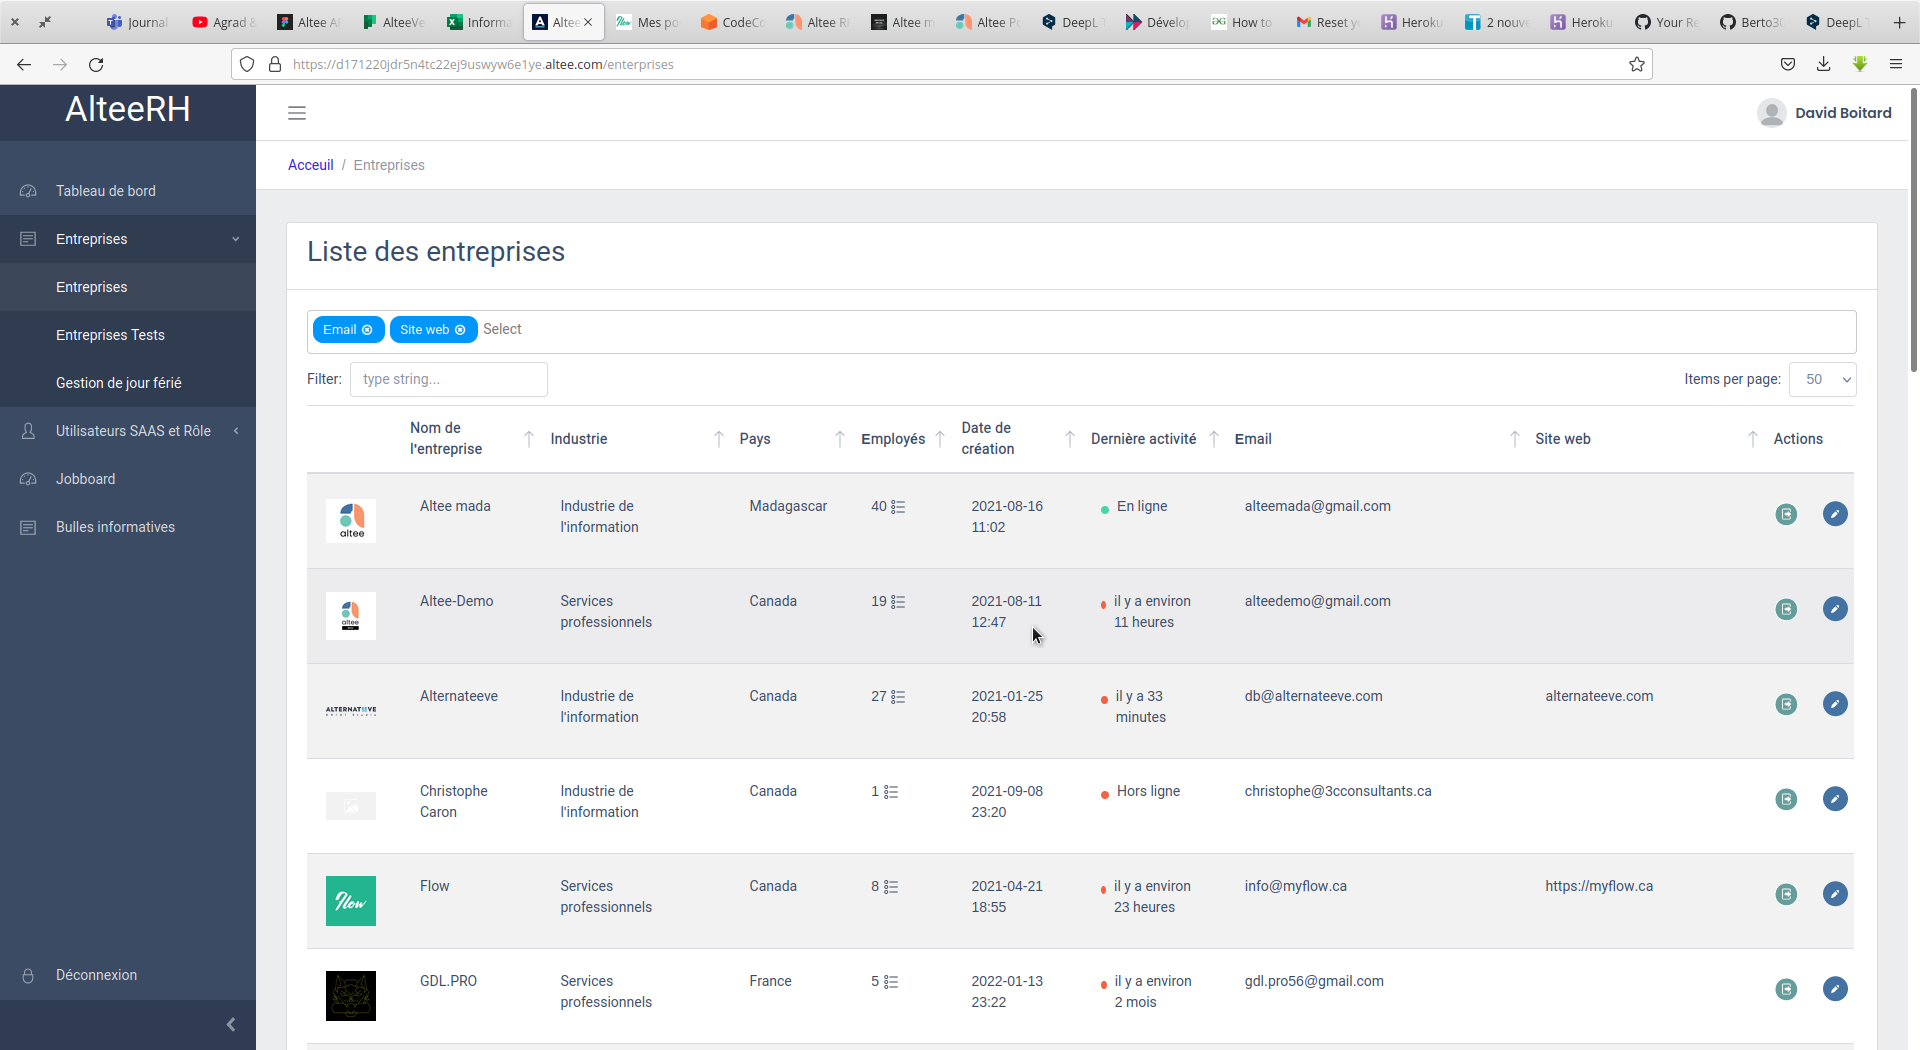 Journal
Agrad &
Altee A
AlteeVe
Informa
Altee
Mes po
CodeCo
Altee R
Altee m
Altee P
DeepL T
Dévelo
How to
Reset y
Heroku
2 nouv
Heroku
Your Re
Berto3
DeepL T
https://d171220jdr5n4tc22ej9uswyw6e1ye.altee.com/enterprises
AlteeRH
David Boitard
Acceuil / Entreprises
Tableau de bord
Entreprises
Entreprises
Entreprises Tests
Gestion de jour férié
Utilisateurs SAAS et Rôle
Jobboard
Bulles informatives
Déconnexion
Liste des entreprises
Email Site web Select
Filter: type string... Items per page: 50
Nom de l'entreprise Industrie Pays Employés Date de création Dernière activité Email Site web Actions
altee
Altee mada Industrie de l'information Madagascar 40 2021-08-16 11:02 En ligne alteemada@gmail.com
altee
Altee-Demo Services professionnels Canada 19 2021-08-11 12:47 il y a environ 11 heures alteedemo@gmail.com
ALTERNATEEVE
Alternateeve Industrie de l'information Canada 27 2021-01-25 20:58 il y a 33 minutes db@alternateeve.com alternateeve.com
Christophe Caron Industrie de l'information Canada 1 2021-09-08 23:20 Hors ligne christophe@3cconsultants.ca
flow
Flow Services professionnels Canada 8 2021-04-21 18:55 il y a environ 23 heures info@myflow.ca https://myflow.ca
GDL.PRO Services professionnels France 5 2022-01-13 23:22 il y a environ 2 mois gdl.pro56@gmail.com